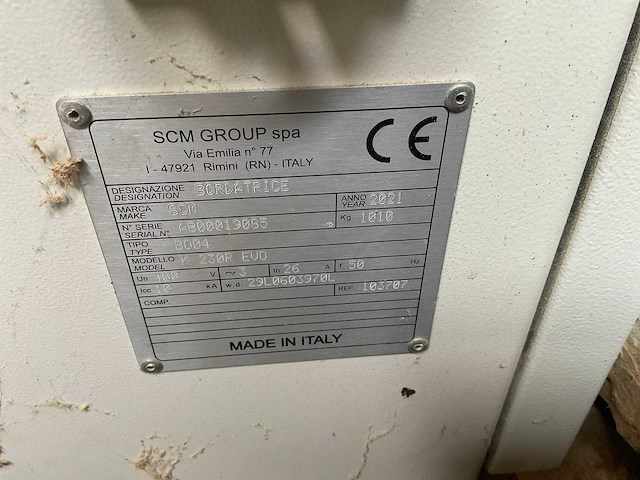 SCM GROUP spa
Via Emilia n° 77
I - 47921 Rimini (RN) - ITALY
CE
DESIGNAZIONE
DESIGNATION BORDATRICE
MARCA
MAKE SCM
ANNO
YEAR 2021
N° SERIE
SERIAL N° AB00019085
Kg 1010
TIPO
TYPE BD04
MODELLO
MODEL K 230R EVO
Un 400 V ~ 3 In 26 A f 50 Hz
Icc 10 KA w.d. 29L0603970L REF. 103707
COMP.
MADE IN ITALY